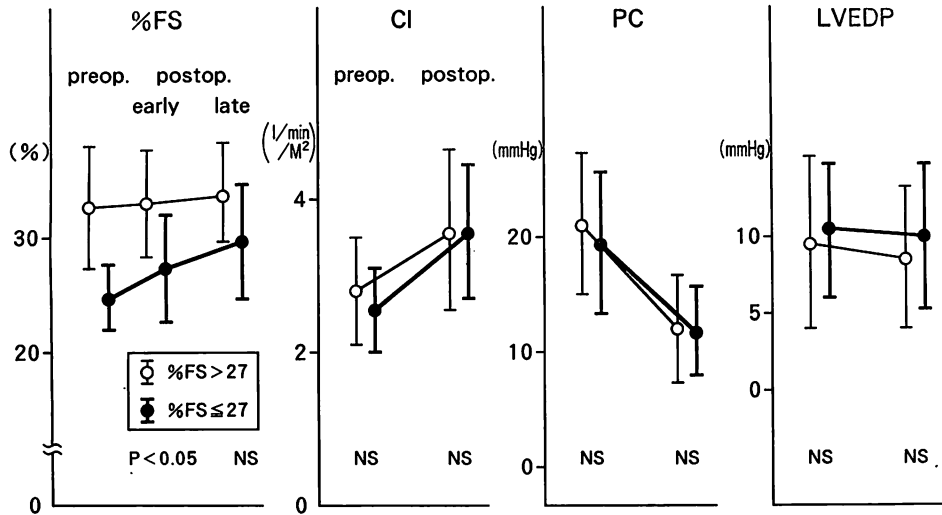 %FS
preop. postop.
early late
(%)
30
20
0
%FS>27
%FS≦27
P<0.05 NS
CI
preop. postop.
(l/min/M²)
4
2
0
NS NS
PC
(mmHg)
20
10
0
NS NS
LVEDP
(mmHg)
10
5
0
NS NS